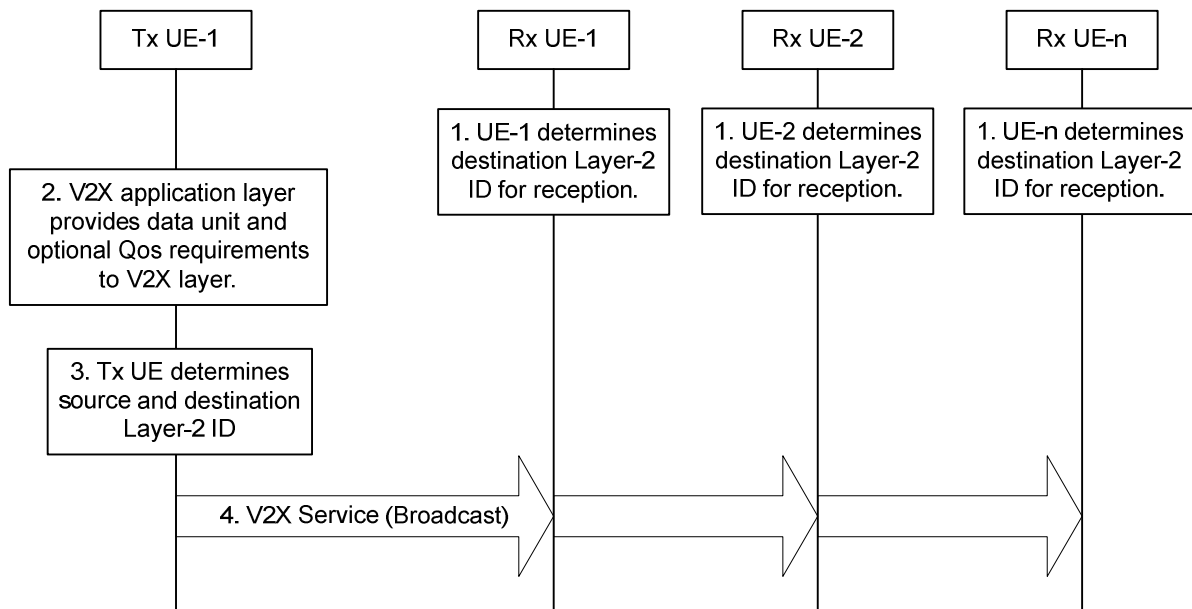 Tx UE-1
Rx UE-1
Rx UE-2
Rx UE-n
1. UE-1 determines
destination Layer-2
ID for reception.
1. UE-2 determines
destination Layer-2
ID for reception.
1. UE-n determines
destination Layer-2
ID for reception.
2. V2X application layer
provides data unit and
optional Qos requirements
to V2X layer.
3. Tx UE determines
source and destination
Layer-2 ID
4. V2X Service (Broadcast)